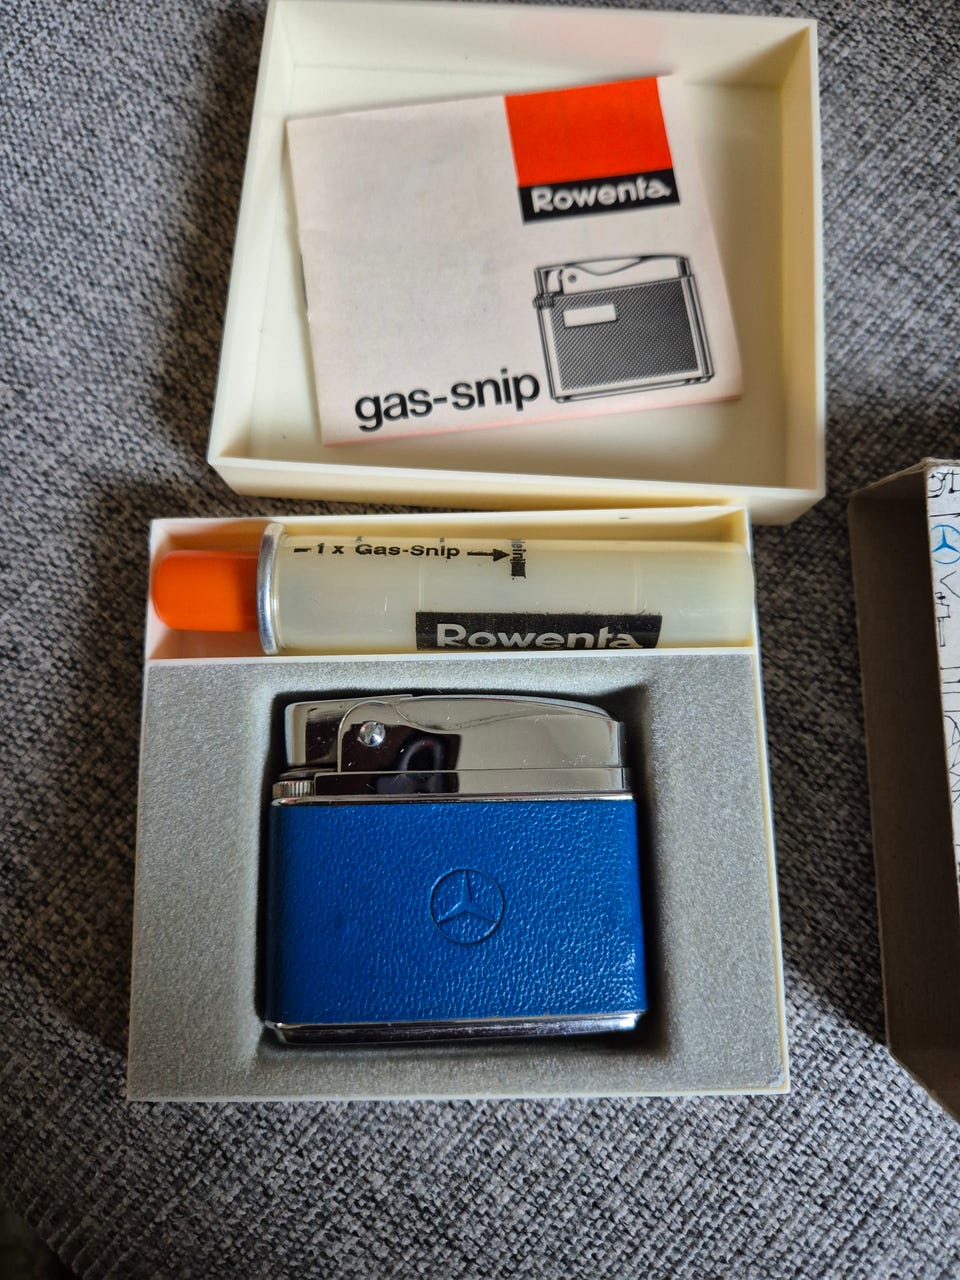 Rowenta
gas-snip
1 x Gas-Snip
Rowenta